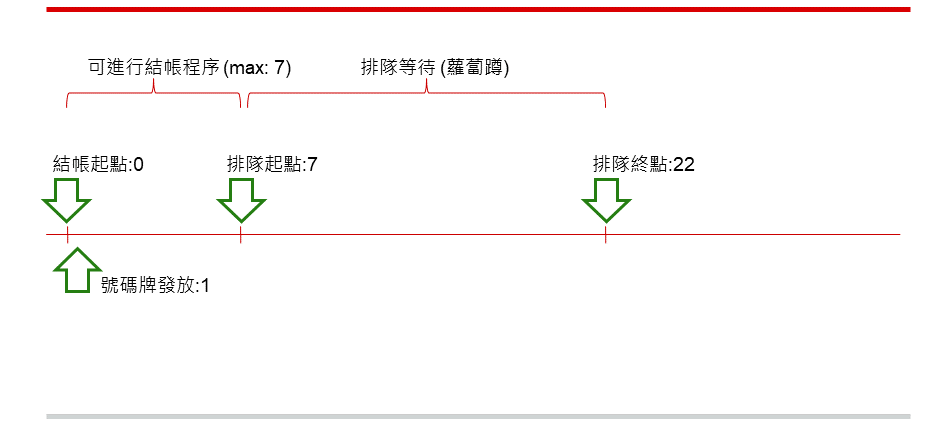 可進行結帳程序 (max: 7)
排隊等待 (蘿蔔蹲)
結帳起點:0
排隊起點:7
排隊終點:22
號碼牌發放:1